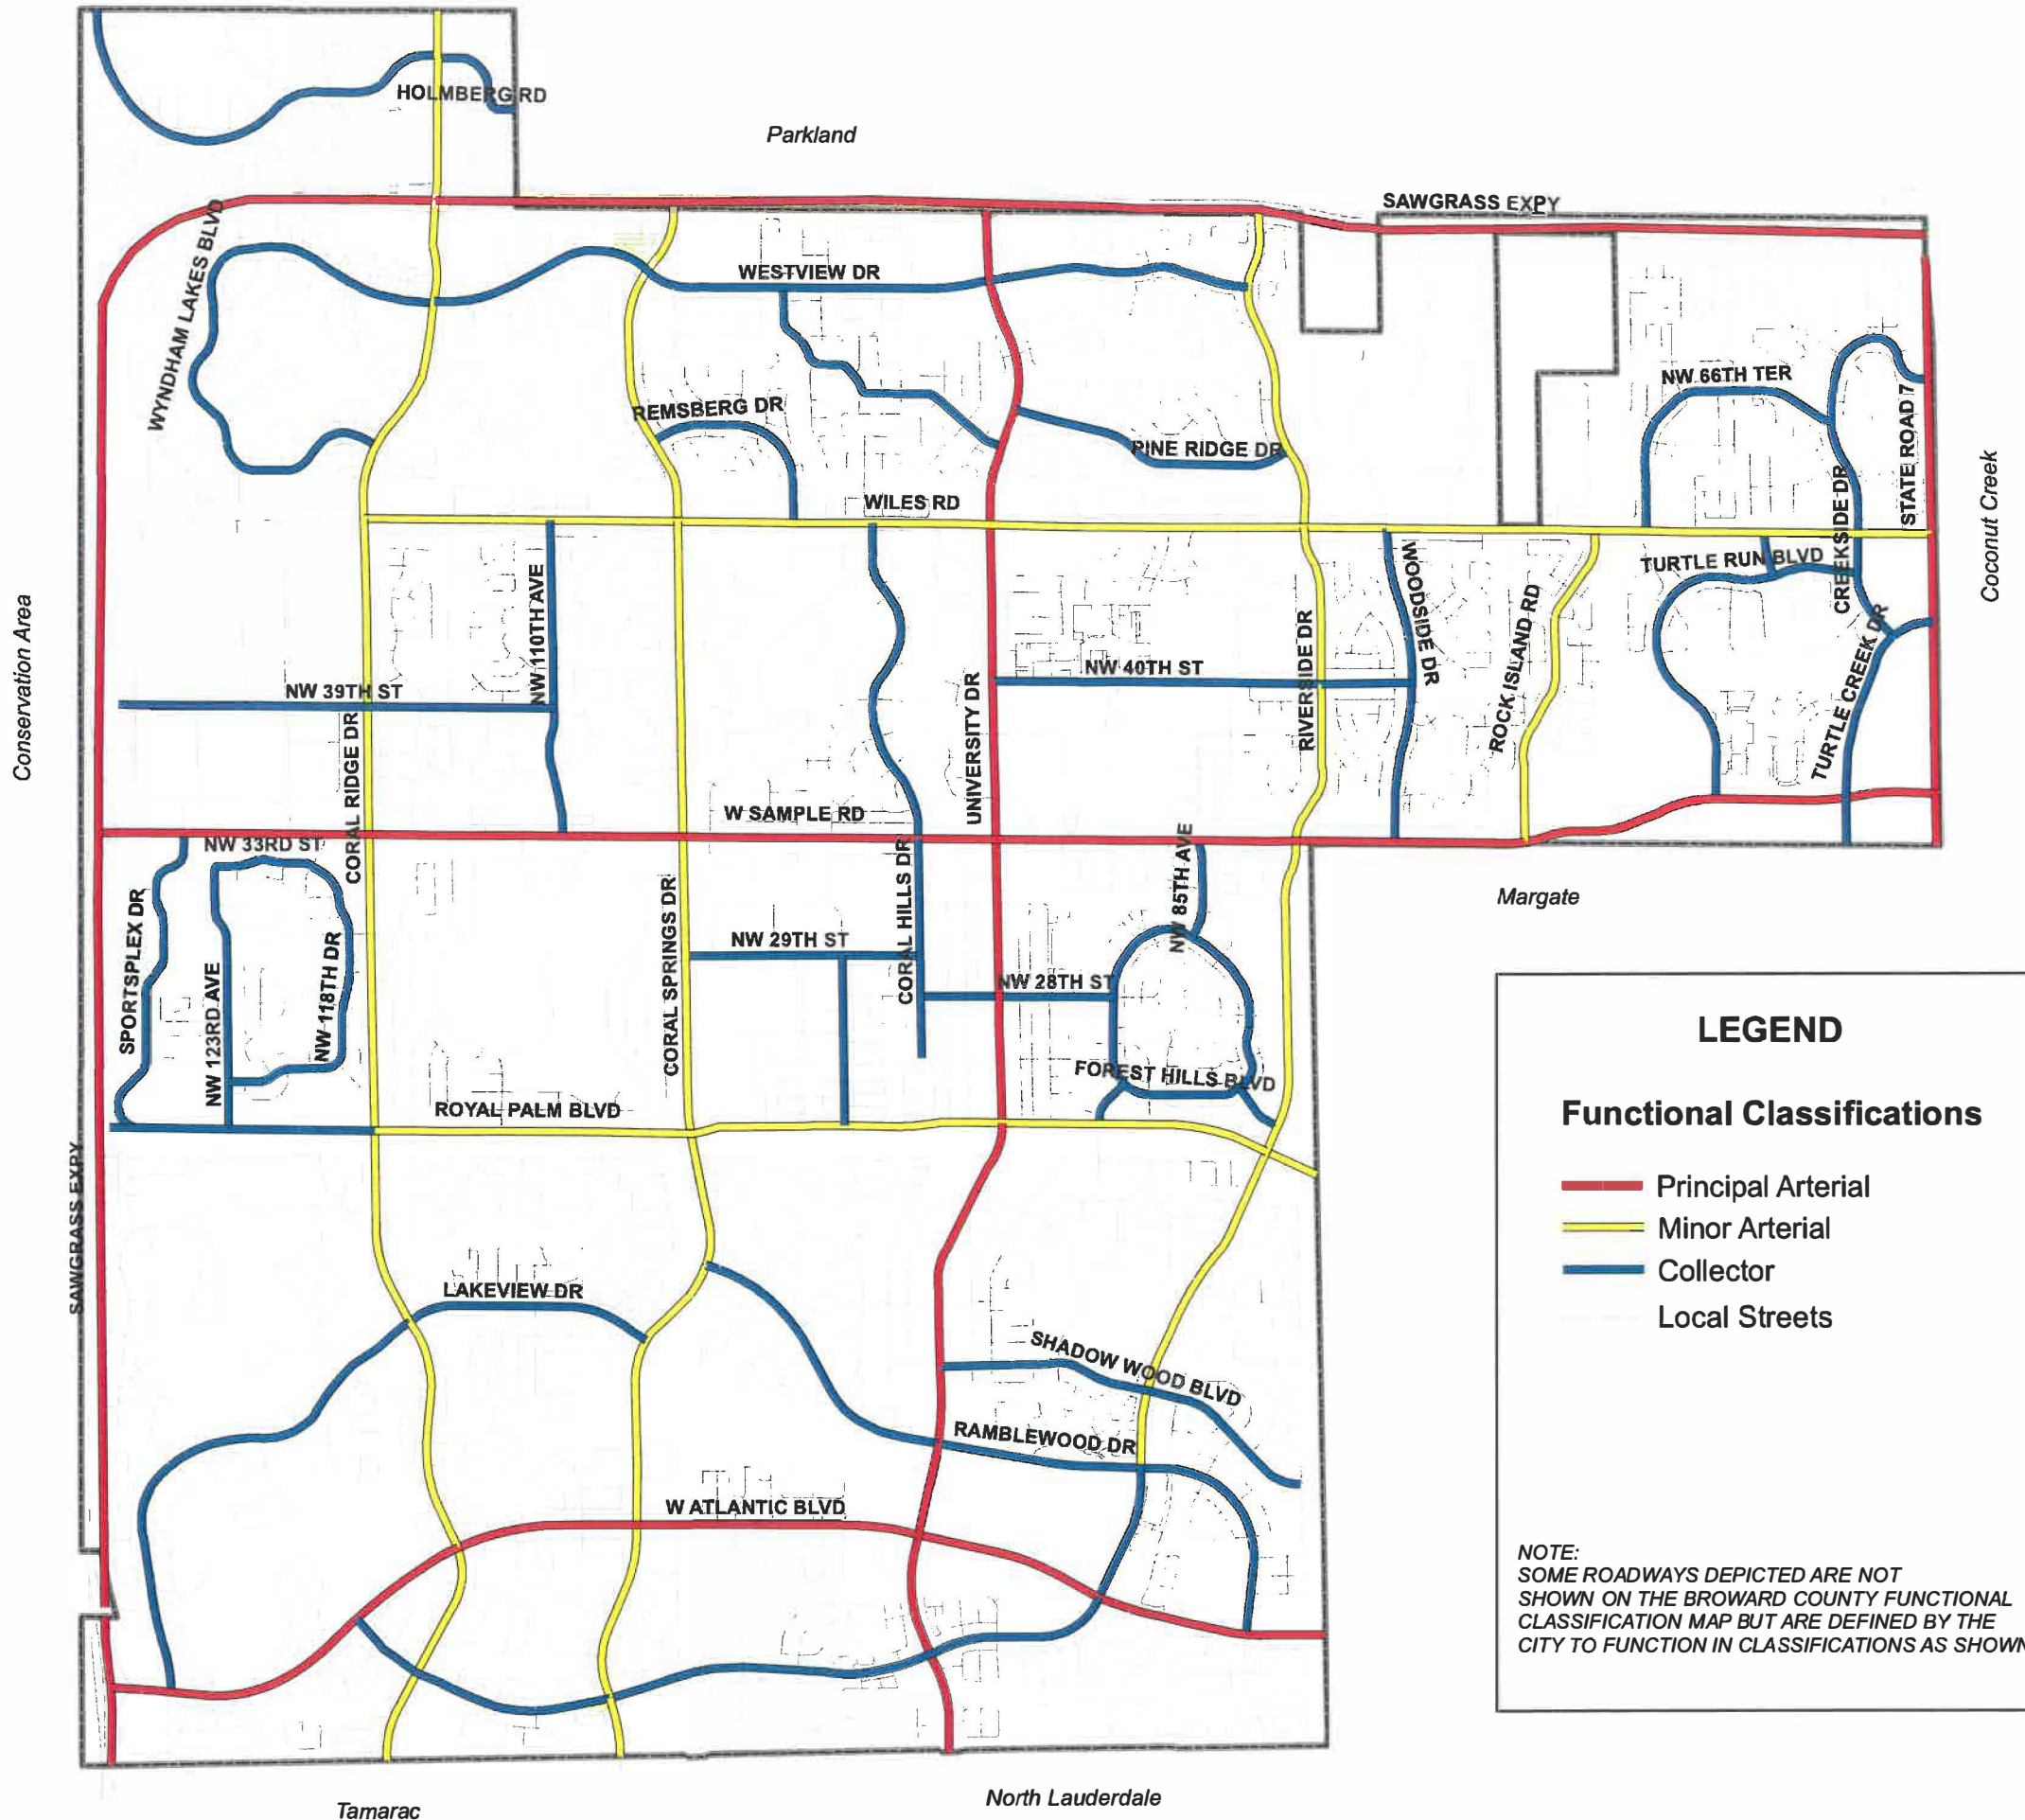 HOLMBERG RD
Parkland
SAWGRASS EXPY
WYNDHAM LAKES BLVD
WESTVIEW DR
NW 66TH TER
STATE ROAD 7
REMSBERG DR
PINE RIDGE DR
WILES RD
CREEKSIDE DR
Coconut Creek
TURTLE RUN BLVD
NW 110TH AVE
WOODSIDE DR
ROCK ISLAND RD
Conservation Area
NW 39TH ST
NW 40TH ST
RIVERSIDE DR
TURTLE CREEK DR
CORAL RIDGE DR
UNIVERSITY DR
W SAMPLE RD
NW 33RD ST
SPORTSPLEX DR
NW 123RD AVE
NW 118TH DR
CORAL SPRINGS DR
NW 29TH ST
CORAL HILLS DR
NW 28TH ST
NW 85TH AVE
Margate
FOREST HILLS BLVD
ROYAL PALM BLVD
SAWGRASS EXPY
LAKEVIEW DR
SHADOW WOOD BLVD
RAMBLEWOOD DR
W ATLANTIC BLVD
LEGEND
Functional Classifications
Principal Arterial
Minor Arterial
Collector
Local Streets
NOTE:
SOME ROADWAYS DEPICTED ARE NOT
SHOWN ON THE BROWARD COUNTY FUNCTIONAL
CLASSIFICATION MAP BUT ARE DEFINED BY THE
CITY TO FUNCTION IN CLASSIFICATIONS AS SHOWN
North Lauderdale
Tamarac